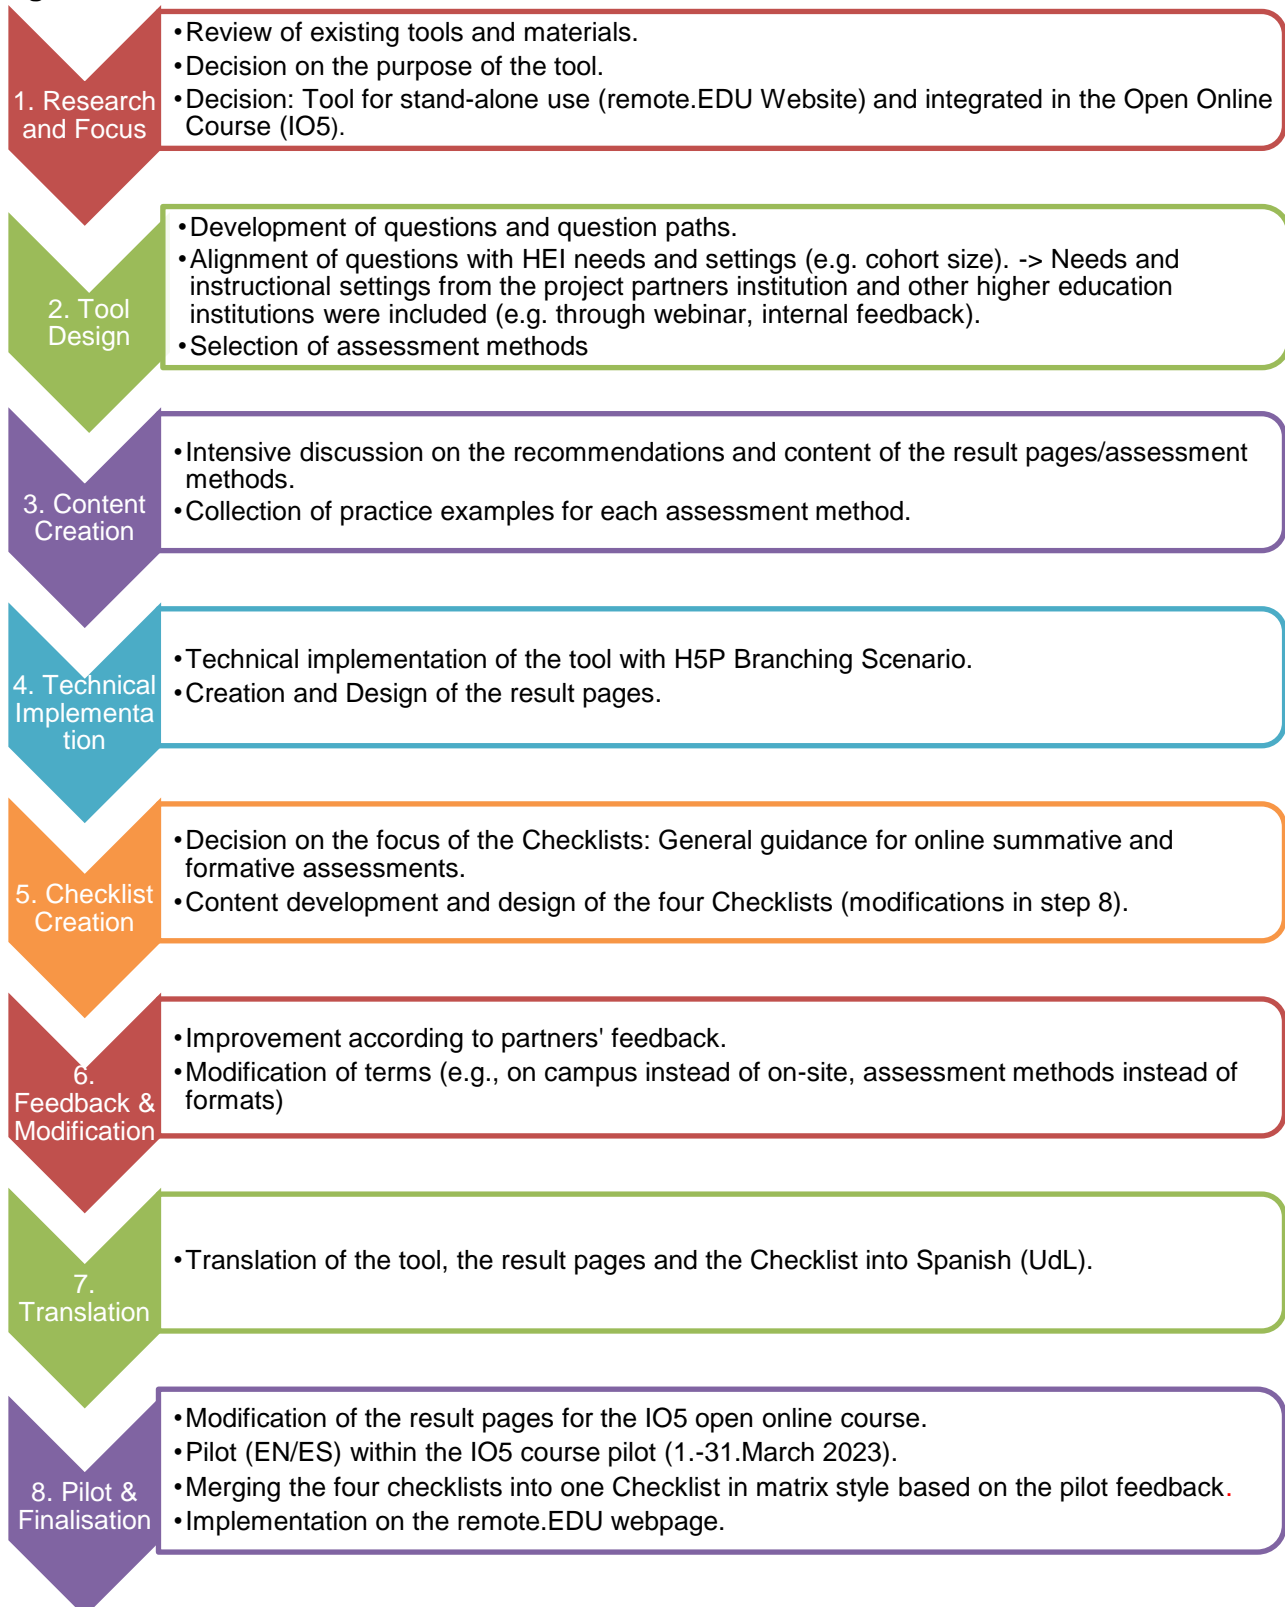 1. Research
and Focus
•Review of existing tools and materials.
•Decision on the purpose of the tool.
•Decision: Tool for stand-alone use (remote.EDU Website) and integrated in the Open Online
Course (IO5).
2. Tool
Design
•Development of questions and question paths.
•Alignment of questions with HEI needs and settings (e.g. cohort size). -> Needs and
instructional settings from the project partners institution and other higher education
institutions were included (e.g. through webinar, internal feedback).
•Selection of assessment methods
3. Content
Creation
•Intensive discussion on the recommendations and content of the result pages/assessment
methods.
•Collection of practice examples for each assessment method.
4. Technical
Implementa
tion
•Technical implementation of the tool with H5P Branching Scenario.
•Creation and Design of the result pages.
5. Checklist
Creation
•Decision on the focus of the Checklists: General guidance for online summative and
formative assessments.
•Content development and design of the four Checklists (modifications in step 8).
6.
Feedback &
Modification
•Improvement according to partners' feedback.
•Modification of terms (e.g., on campus instead of on-site, assessment methods instead of
formats)
7.
Translation
•Translation of the tool, the result pages and the Checklist into Spanish (UdL).
8. Pilot &
Finalisation
•Modification of the result pages for the IO5 open online course.
•Pilot (EN/ES) within the IO5 course pilot (1.-31.March 2023).
•Merging the four checklists into one Checklist in matrix style based on the pilot feedback.
•Implementation on the remote.EDU webpage.